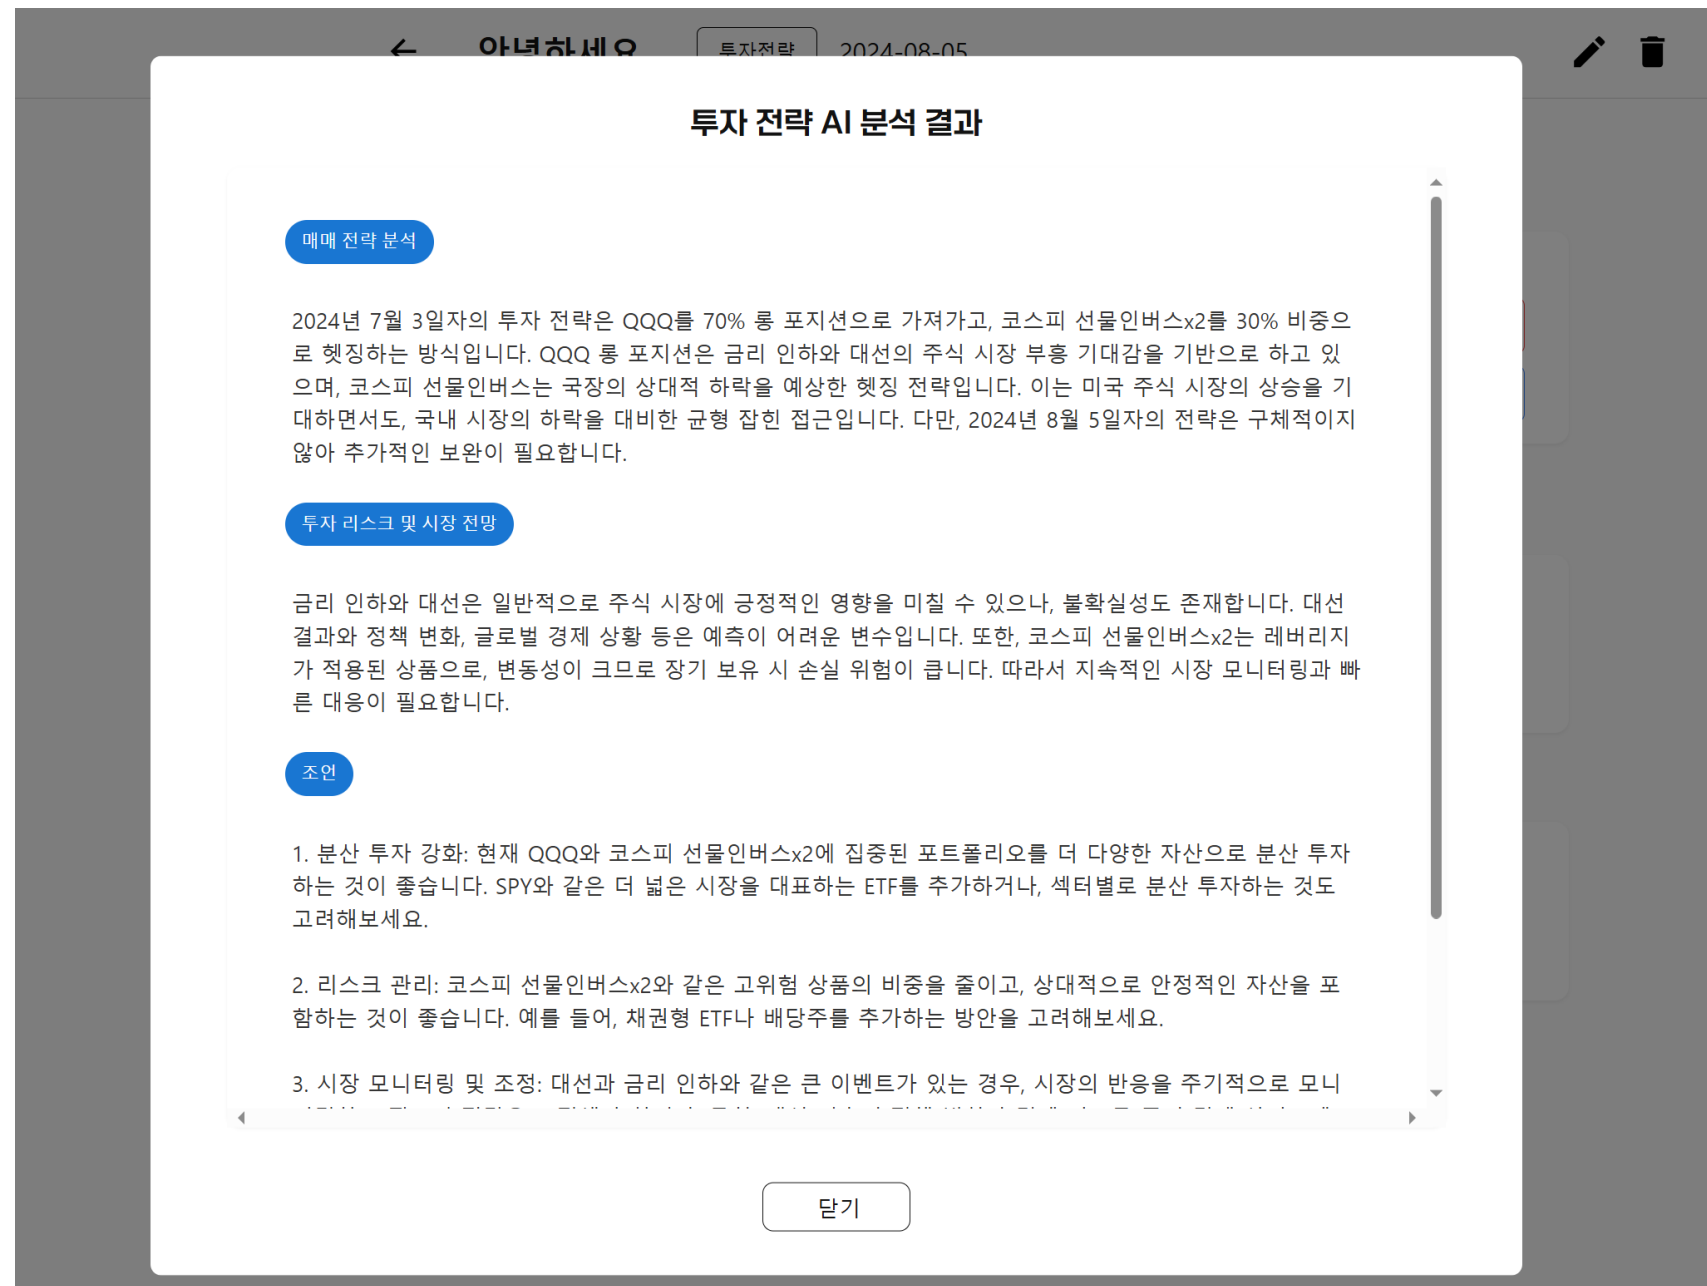 안녕하세요 투자전략 2024-08-05
투자 전략 AI 분석 결과
매매 전략 분석
2024년 7월 3일자의 투자 전략은 QQQ를 70% 롱 포지션으로 가져가고, 코스피 선물인버스x2를 30% 비중으
로 헷징하는 방식입니다. QQQ 롱 포지션은 금리 인하와 대선의 주식 시장 부흥 기대감을 기반으로 하고 있
으며, 코스피 선물인버스는 국장의 상대적 하락을 예상한 헷징 전략입니다. 이는 미국 주식 시장의 상승을 기
대하면서도, 국내 시장의 하락을 대비한 균형 잡힌 접근입니다. 다만, 2024년 8월 5일자의 전략은 구체적이지
않아 추가적인 보완이 필요합니다.
투자 리스크 및 시장 전망
금리 인하와 대선은 일반적으로 주식 시장에 긍정적인 영향을 미칠 수 있으나, 불확실성도 존재합니다. 대선
결과와 정책 변화, 글로벌 경제 상황 등은 예측이 어려운 변수입니다. 또한, 코스피 선물인버스x2는 레버리지
가 적용된 상품으로, 변동성이 크므로 장기 보유 시 손실 위험이 큽니다. 따라서 지속적인 시장 모니터링과 빠
른 대응이 필요합니다.
조언
1. 분산 투자 강화: 현재 QQQ와 코스피 선물인버스x2에 집중된 포트폴리오를 더 다양한 자산으로 분산 투자
하는 것이 좋습니다. SPY와 같은 더 넓은 시장을 대표하는 ETF를 추가하거나, 섹터별로 분산 투자하는 것도
고려해보세요.
2. 리스크 관리: 코스피 선물인버스x2와 같은 고위험 상품의 비중을 줄이고, 상대적으로 안정적인 자산을 포
함하는 것이 좋습니다. 예를 들어, 채권형 ETF나 배당주를 추가하는 방안을 고려해보세요.
3. 시장 모니터링 및 조정: 대선과 금리 인하와 같은 큰 이벤트가 있는 경우, 시장의 반응을 주기적으로 모니
닫기